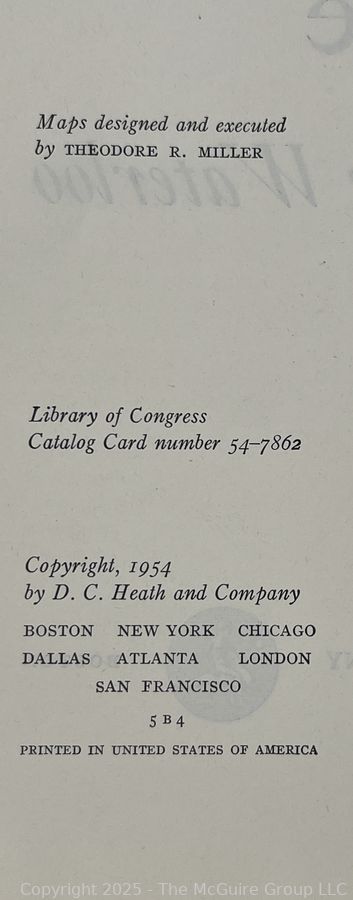 Maps designed and executed
by THEODORE R. MILLER
Waterloo
Library of Congress
Catalog Card number 54–7862
Copyright, 1954
by D. C. Heath and Company
BOSTON NEW YORK CHICAGO
DALLAS ATLANTA LONDON
SAN FRANCISCO
5 B 4
PRINTED IN UNITED STATES OF AMERICA
Copyright 2025 - The McGuire Group LLC